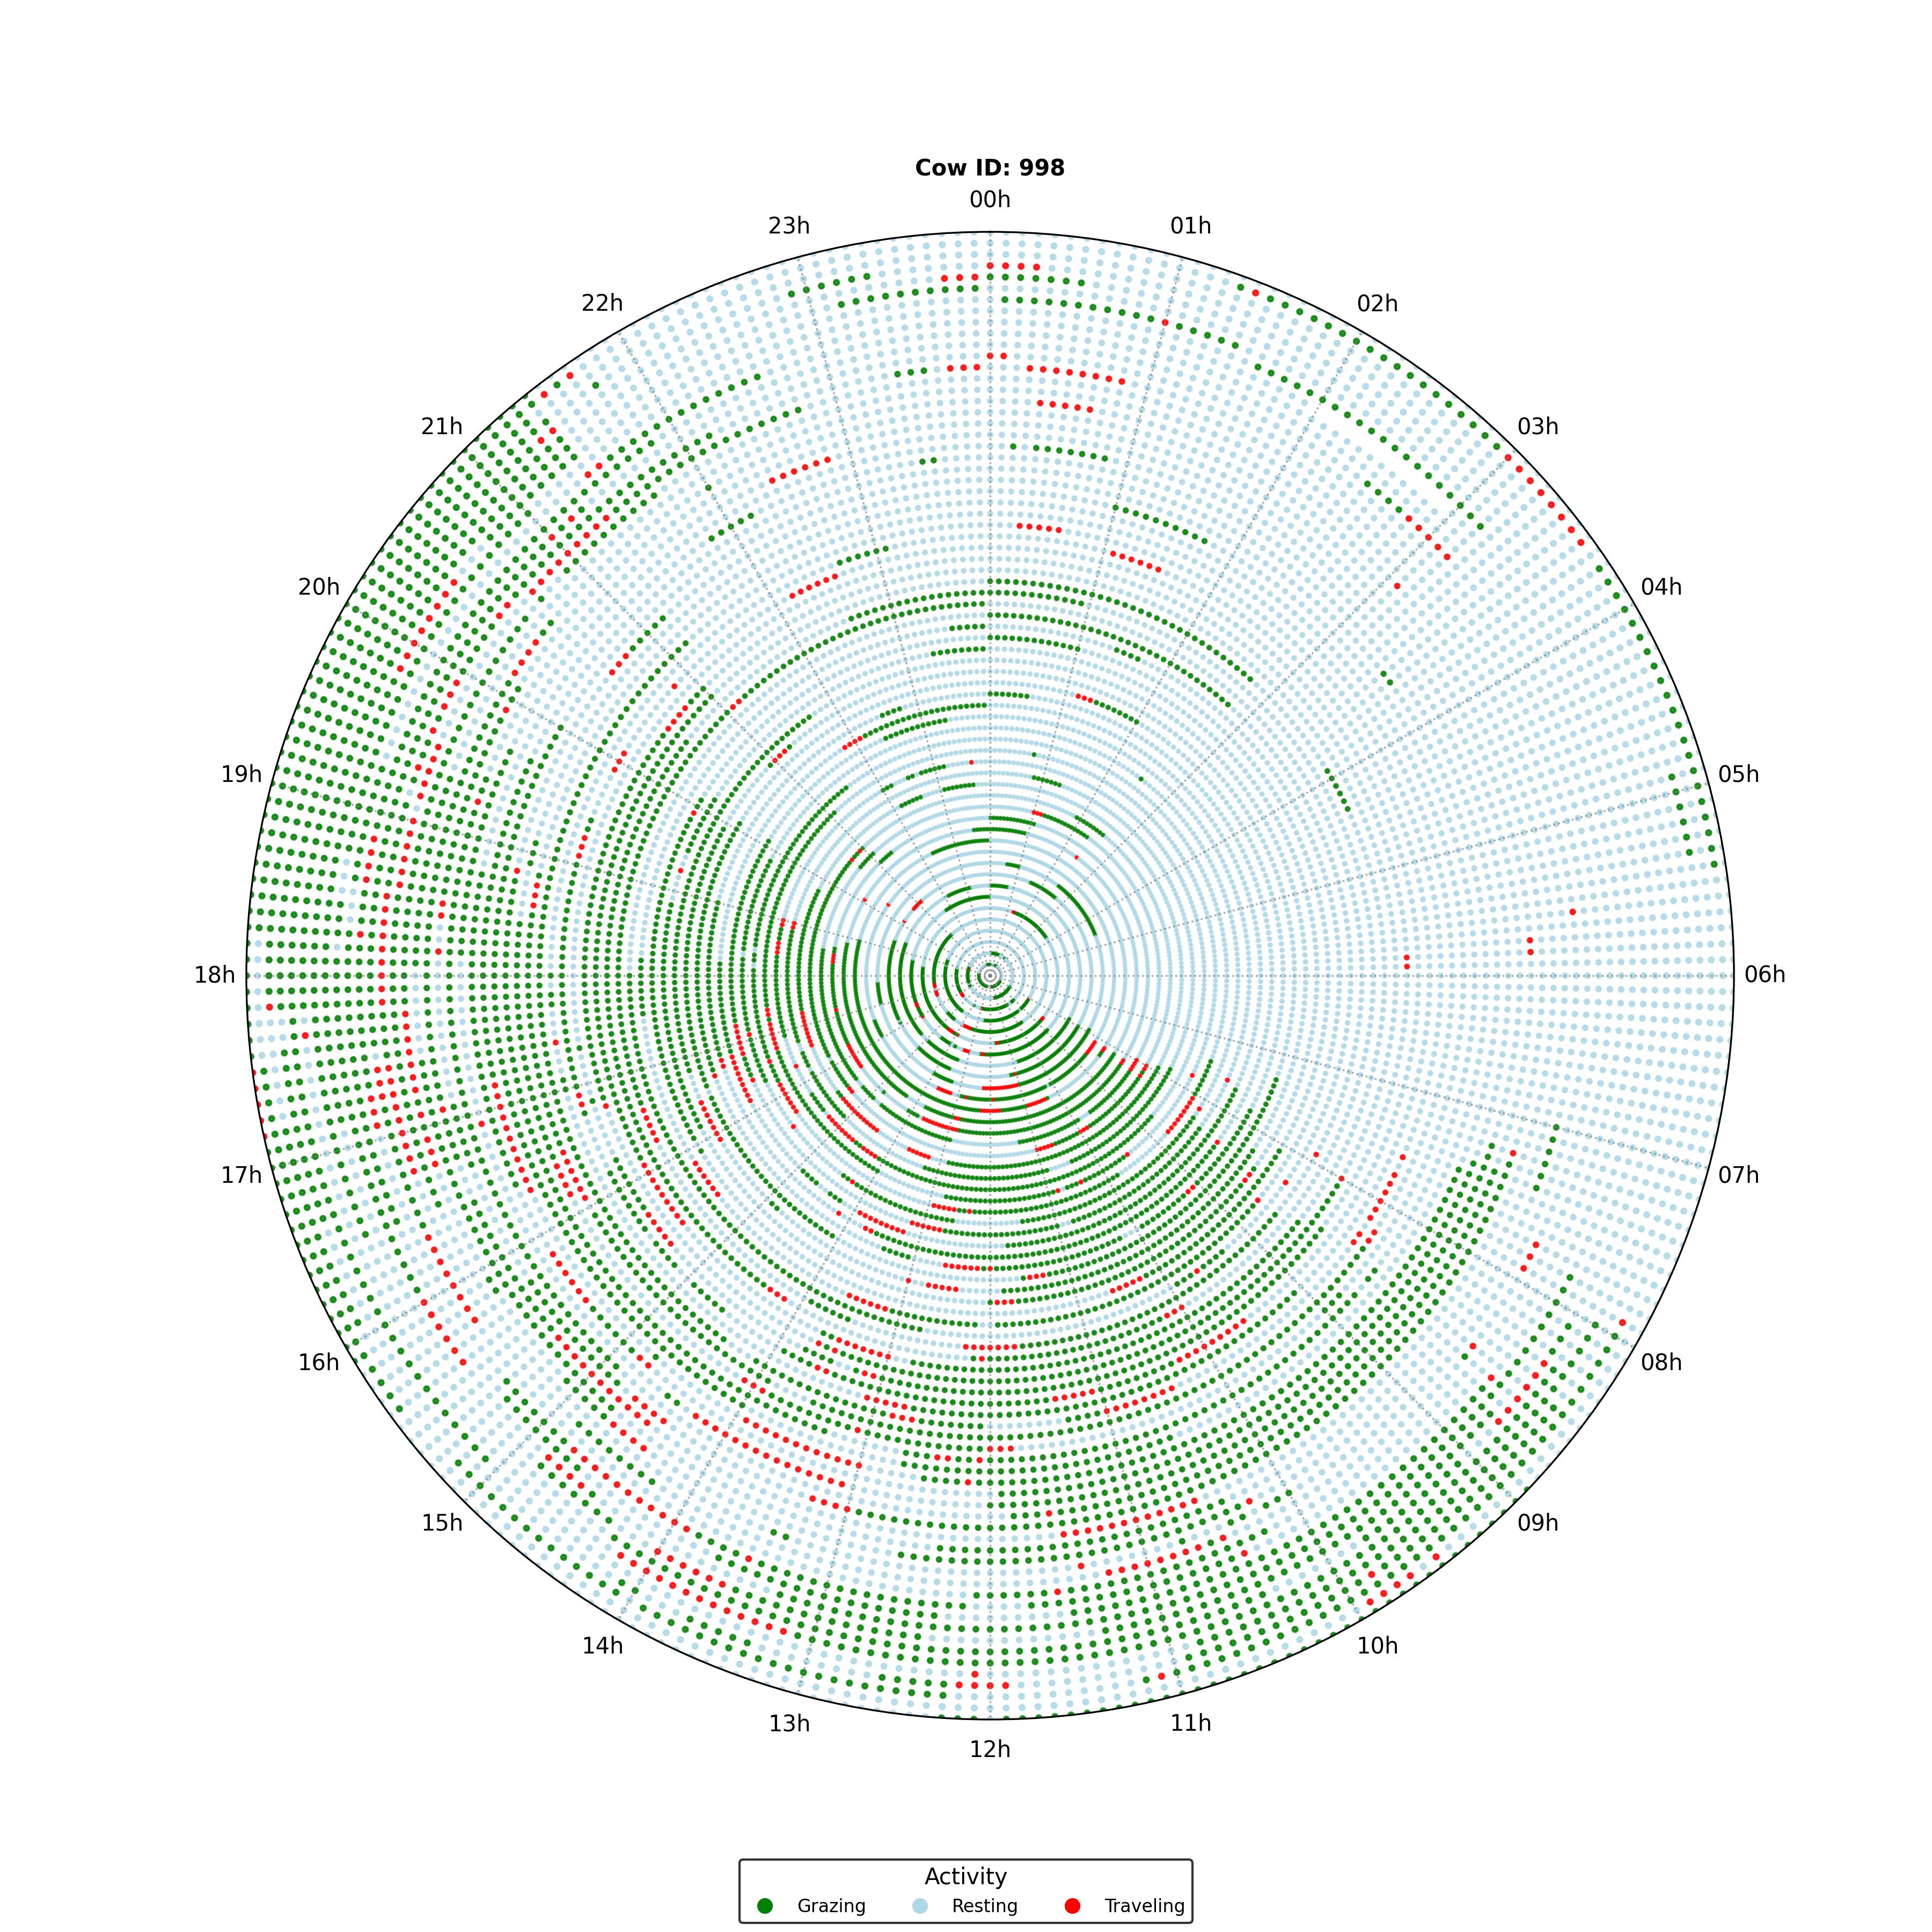 Cow ID: 998
00h
23h
01h
22h
02h
21h
03h
20h
04h
19h
05h
18h
06h
17h
07h
16h
08h
15h
09h
14h
10h
13h
11h
12h
Activity
Grazing Resting Traveling